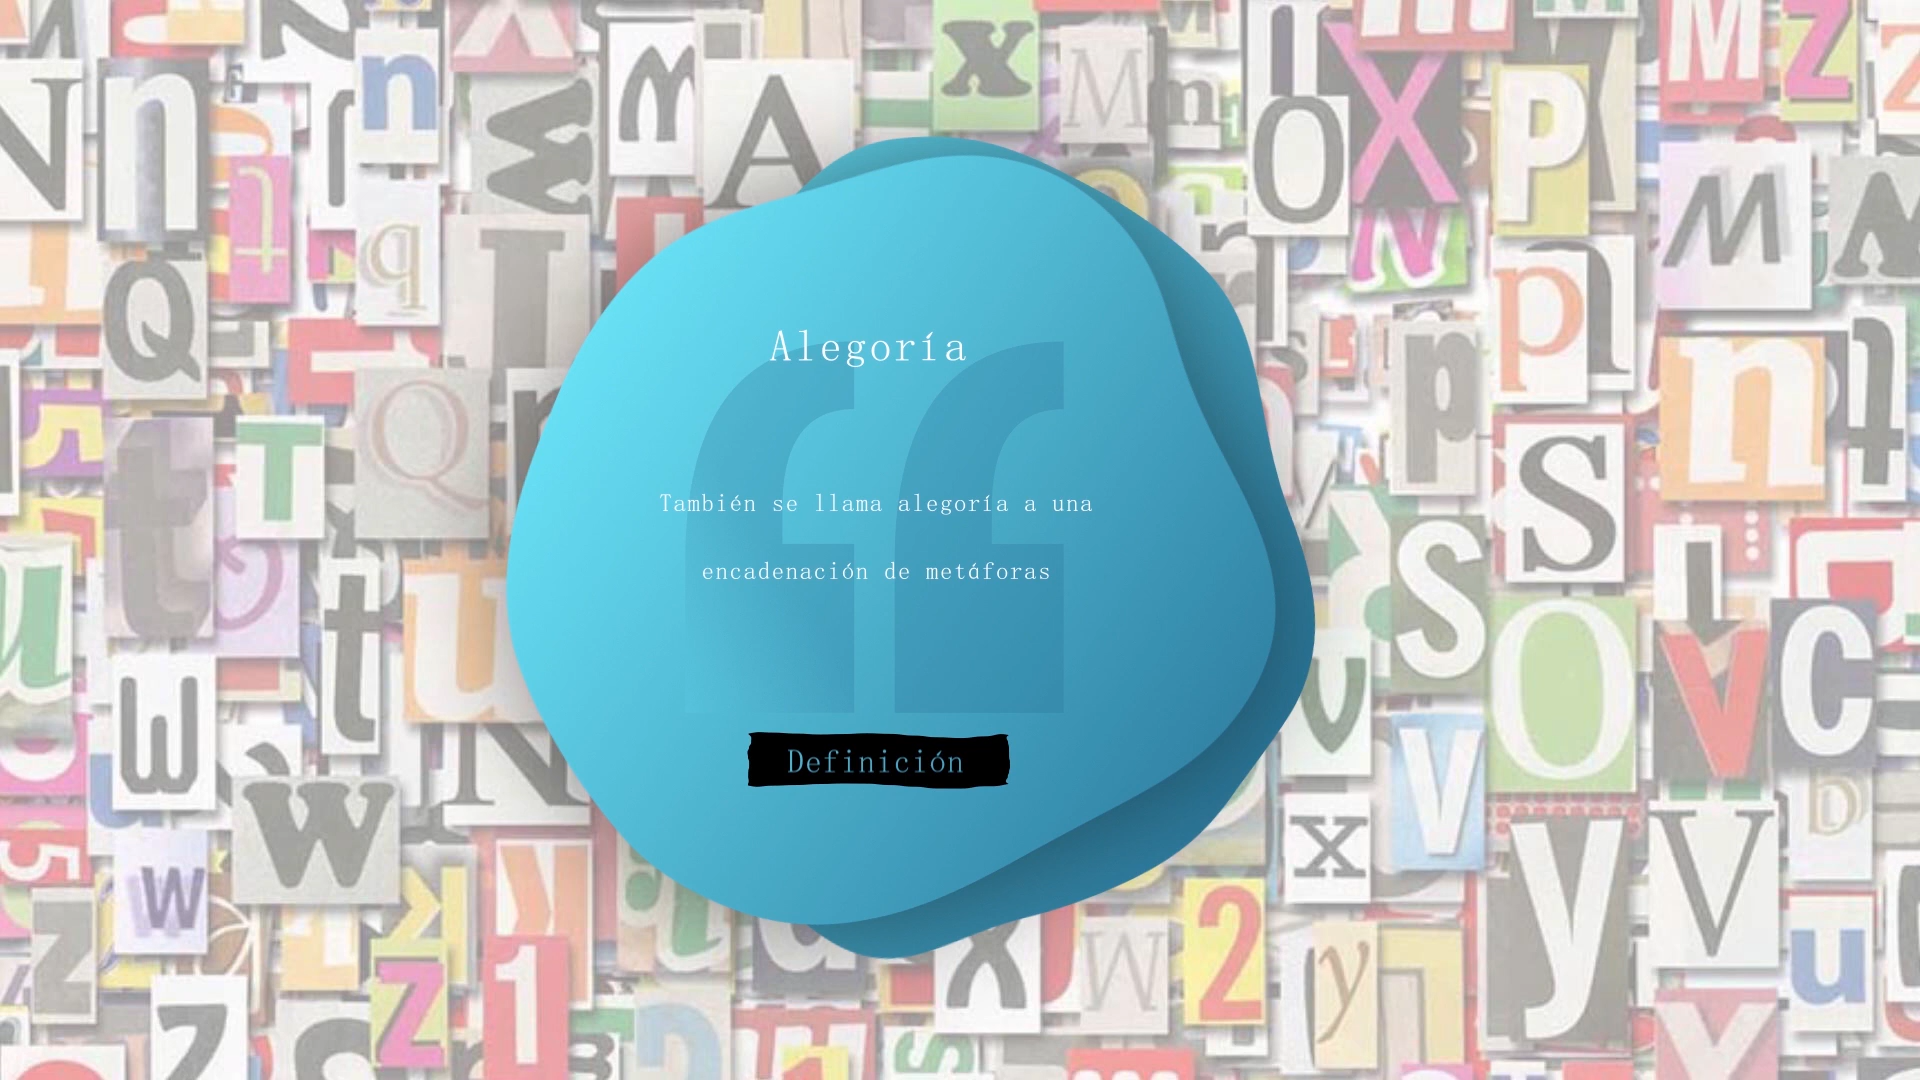 Alegoría
También se llama alegoría a una
encadenación de metáforas
Definición